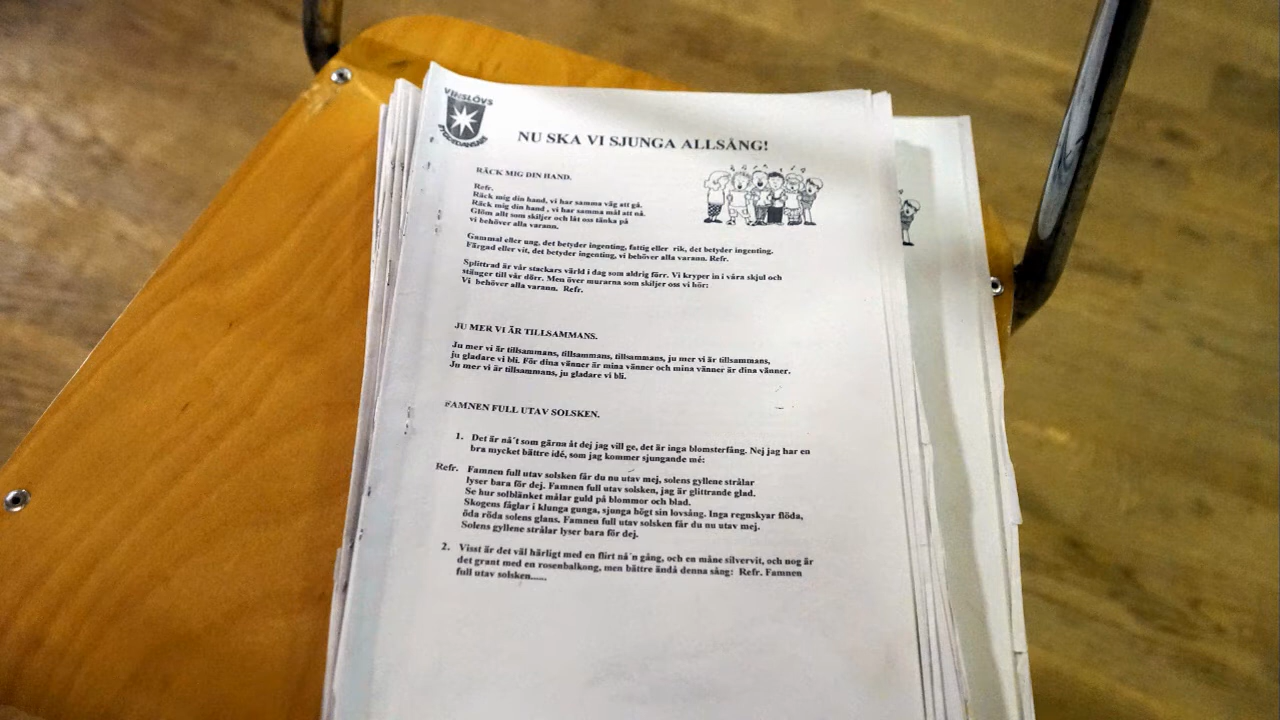 VINSLÖVS
NU SKA VI SJUNGA ALLSÅNG!
RÄCK MIG DIN HAND.
Refr.
Räck mig din hand, vi har samma väg att gå.
Räck mig din hand , vi har samma mål att nå.
Glöm allt som skiljer och låt oss tänka på
vi behöver alla varann.
Gammal eller ung, det betyder ingenting, fattig eller rik, det betyder ingenting.
Färgad eller vit, det betyder ingenting, vi behöver alla varann. Refr.
Splittrad är vår stackars värld i dag som aldrig förr. Vi kryper in i våra skjul och
stänger till vår dörr. Men över murarna som skiljer oss vi hör:
Vi behöver alla varann. Refr.
JU MER VI ÄR TILLSAMMANS.
Ju mer vi är tillsammans, tillsammans, tillsammans, ju mer vi är tillsammans,
ju gladare vi bli. För dina vänner är mina vänner och mina vänner är dina vänner.
Ju mer vi är tillsammans, ju gladare vi bli.
FAMNEN FULL UTAV SOLSKEN.
1. Det är nå´t som gärna åt dej jag vill ge, det är inga blomsterfång. Nej jag har en
bra mycket bättre idé, som jag kommer sjungande mé:
Refr. Famnen full utav solsken får du nu utav mej, solens gyllene strålar
lyser bara för dej. Famnen full utav solsken, jag är glittrande glad.
Se hur solblänket målar guld på blommor och blad.
Skogens fåglar i klunga gunga, sjunga högt sin lovsång. Inga regnskyar flöda,
öda röda solens glans. Famnen full utav solsken får du nu utav mej.
Solens gyllene strålar lyser bara för dej.
2. Visst är det väl härligt med en flirt nå´n gång, och en måne silvervit, och nog är
det grant med en rosenbalkong, men bättre ändå denna sång: Refr. Famnen
full utav solsken......